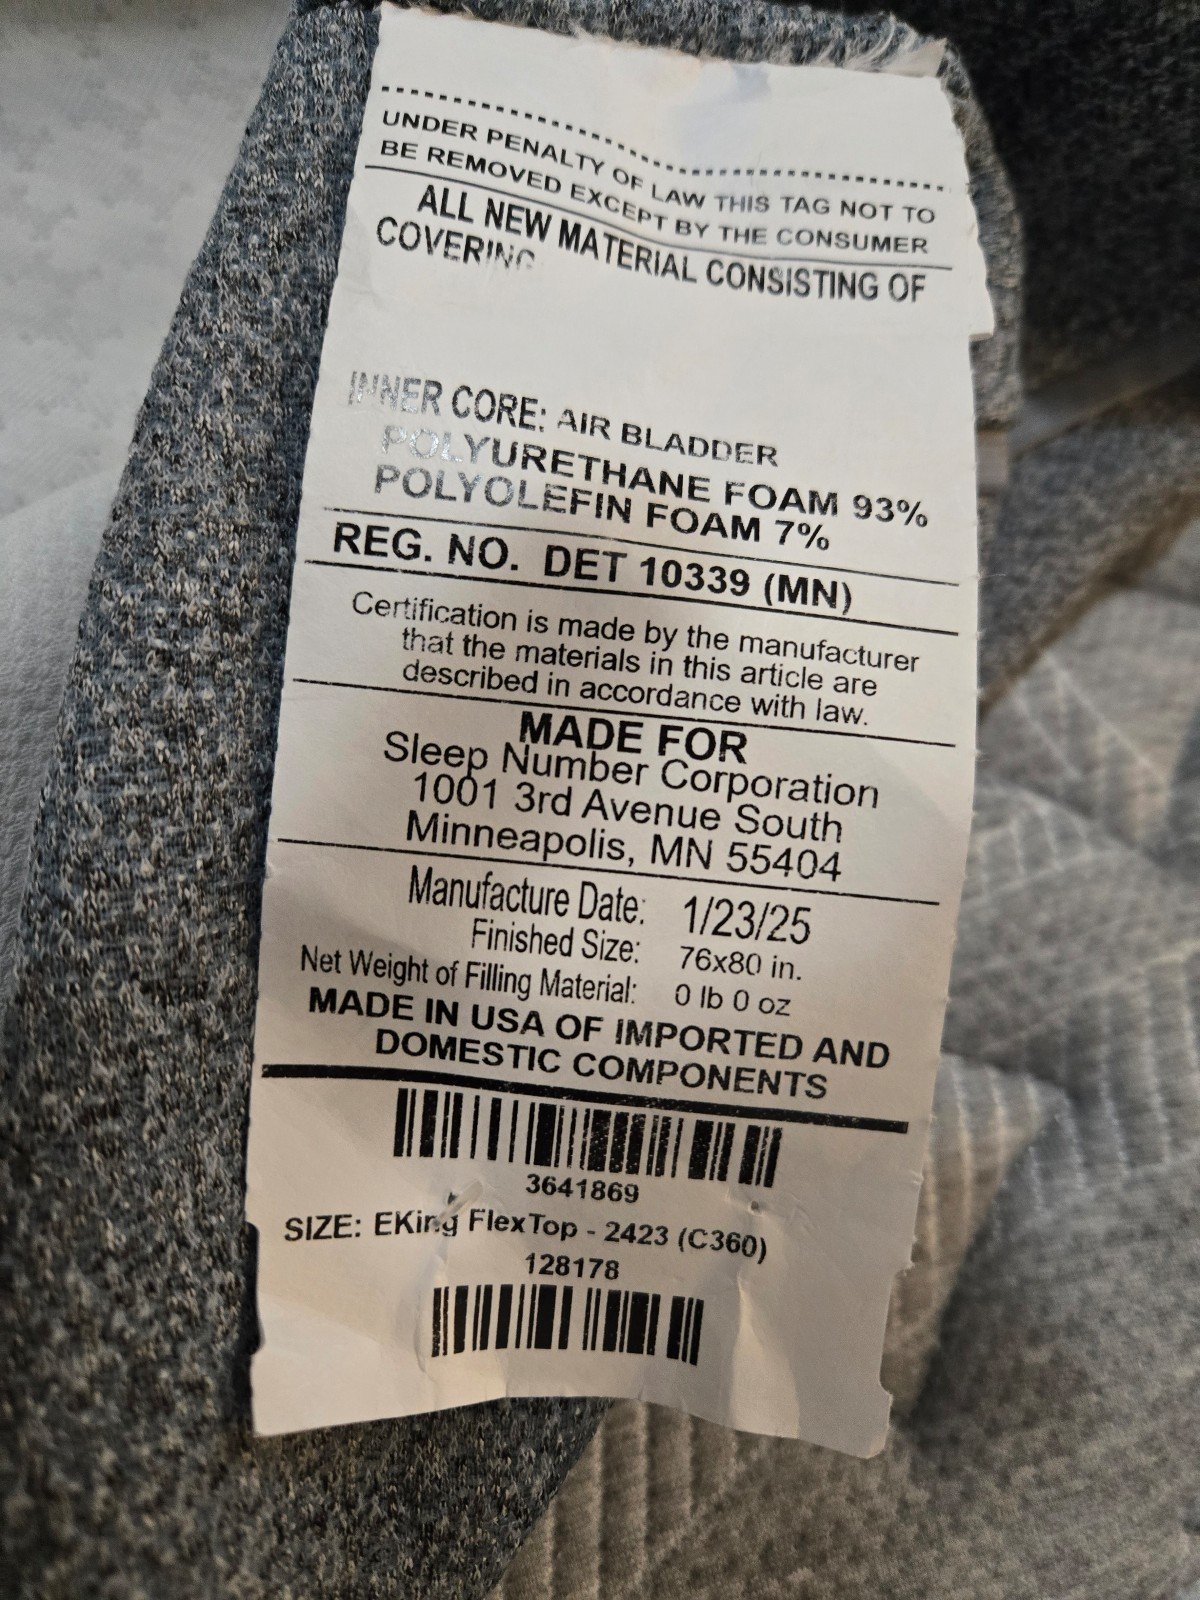 UNDER PENALTY OF LAW THIS TAG NOT TO
BE REMOVED EXCEPT BY THE CONSUMER
ALL NEW MATERIAL CONSISTING OF
COVERING
INNER CORE: AIR BLADDER
POLYURETHANE FOAM 93%
POLYOLEFIN FOAM 7%
REG. NO. DET 10339 (MN)
Certification is made by the manufacturer
that the materials in this article are
described in accordance with law.
MADE FOR
Sleep Number Corporation
1001 3rd Avenue South
Minneapolis, MN 55404
Manufacture Date: 1/23/25
Finished Size: 76x80 in.
Net Weight of Filling Material: 0 lb 0 oz
MADE IN USA OF IMPORTED AND
DOMESTIC COMPONENTS
3641869
SIZE: EKing FlexTop - 2423 (C360)
128178